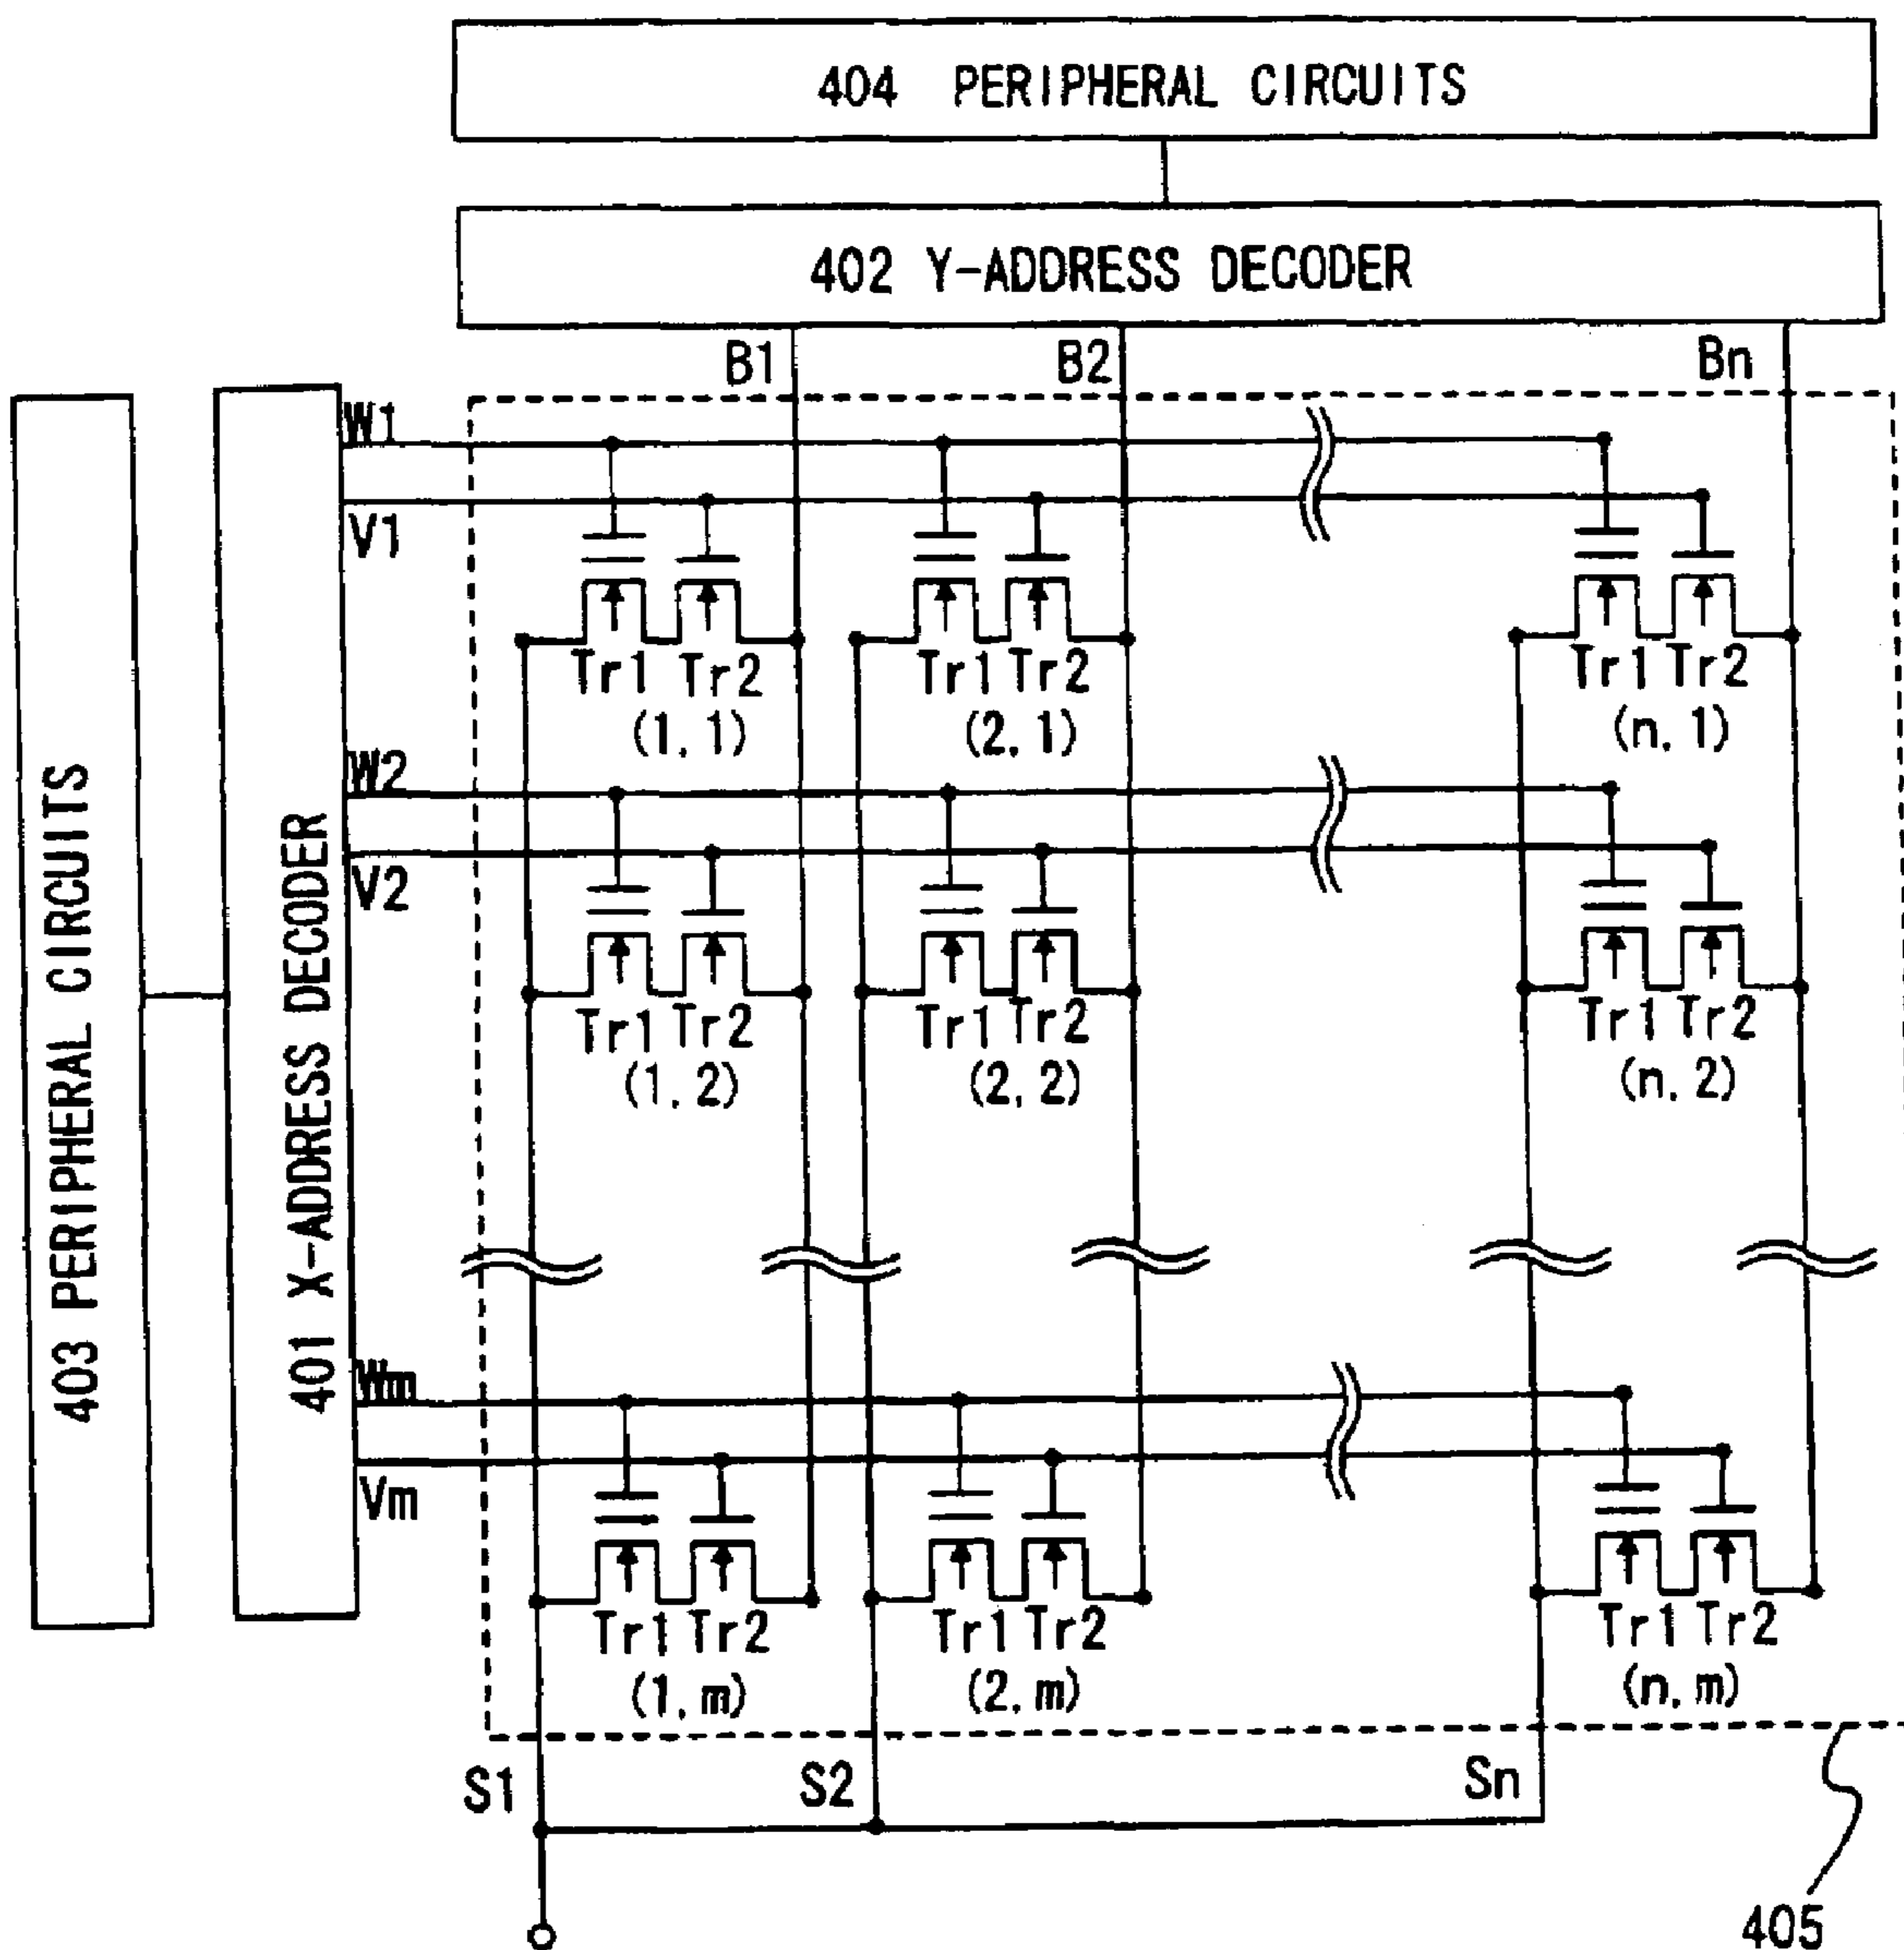 404 PERIPHERAL CIRCUITS
402 Y-ADDRESS DECODER
B1 B2 Bn
403 PERIPHERAL CIRCUITS
401 X-ADDRESS DECODER
W1
V1
Tr1 Tr2 Tr1 Tr2 Tr1 Tr2
(1, 1) (2, 1) (n, 1)
W2
V2
Tr1 Tr2 Tr1 Tr2 Tr1 Tr2
(1, 2) (2, 2) (n, 2)
Wm
Vm
Tr1 Tr2 Tr1 Tr2 Tr1 Tr2
(1, m) (2, m) (n, m)
S1 S2 Sn
405